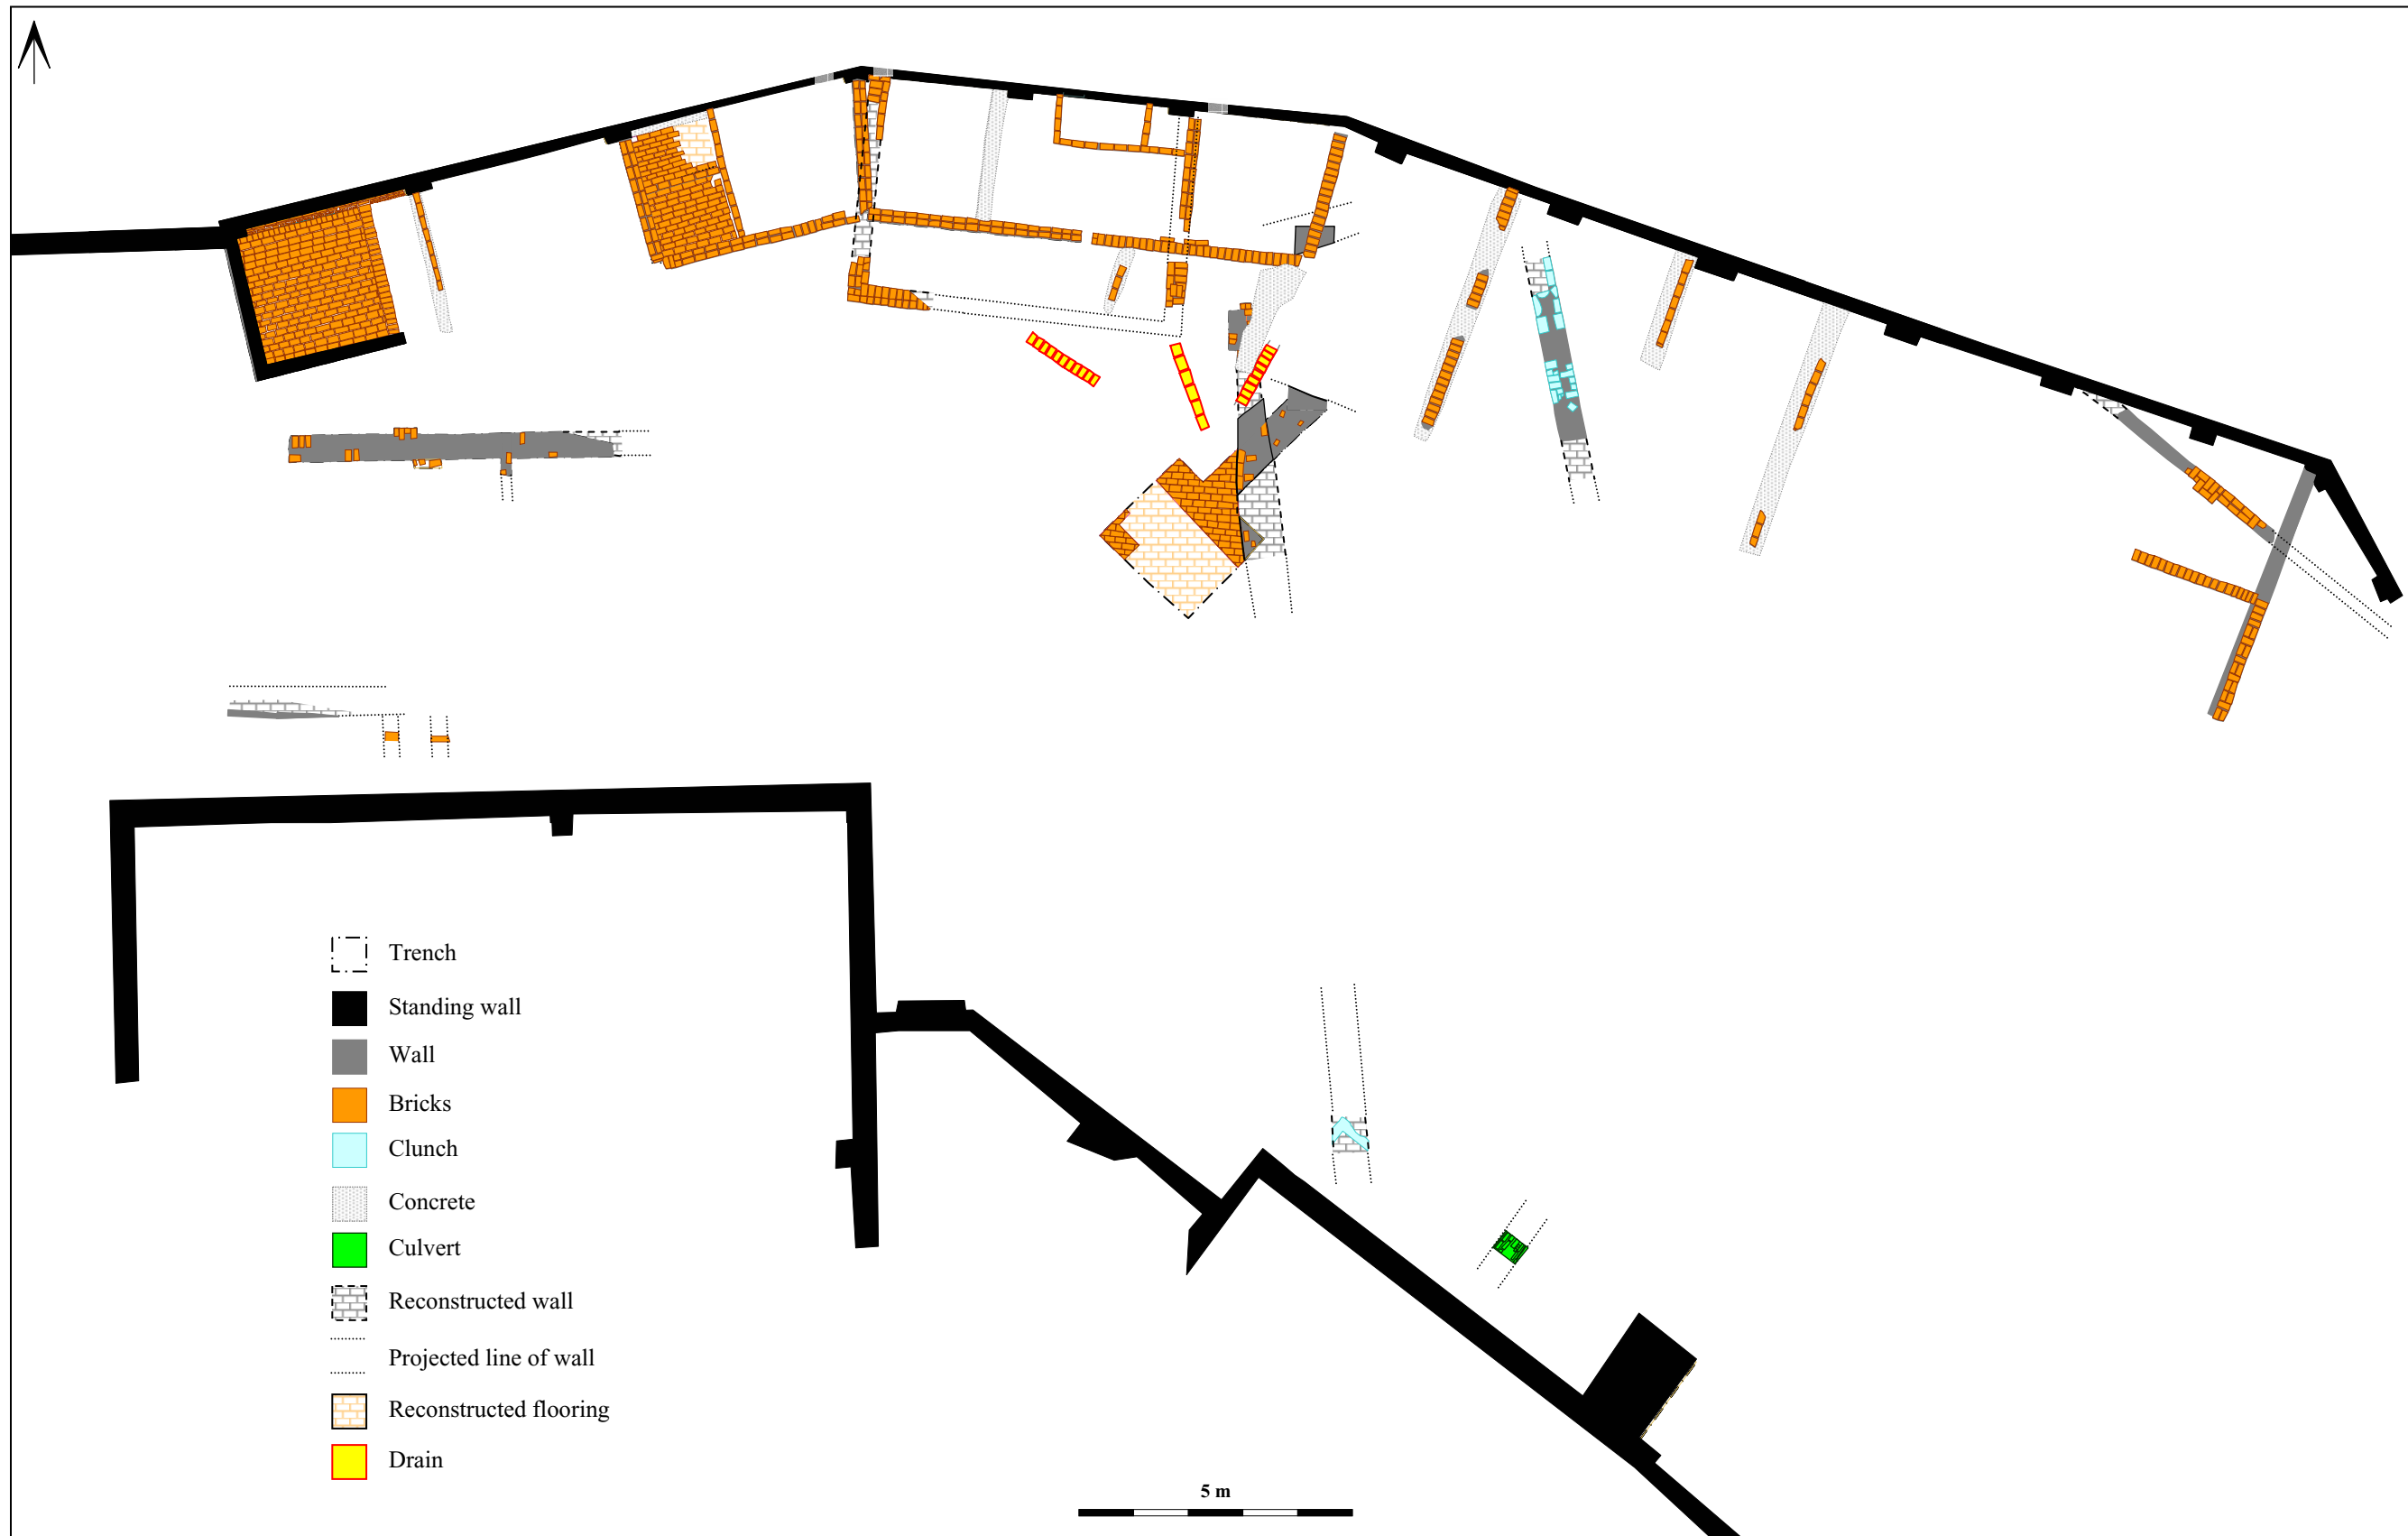 Trench
Standing wall
Wall
Bricks
Clunch
Concrete
Culvert
Reconstructed wall
Projected line of wall
Reconstructed flooring
Drain
5 m